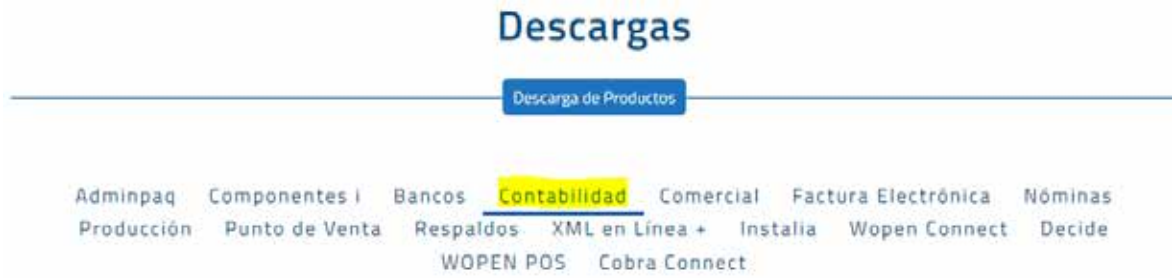 Descargas
Descarga de Productos
Adminpaq Componentes i Bancos Contabilidad Comercial Factura Electrónica Nóminas
Producción Punto de Venta Respaldos XML en Línea + Instalia Wopen Connect Decide
WOPEN POS Cobra Connect